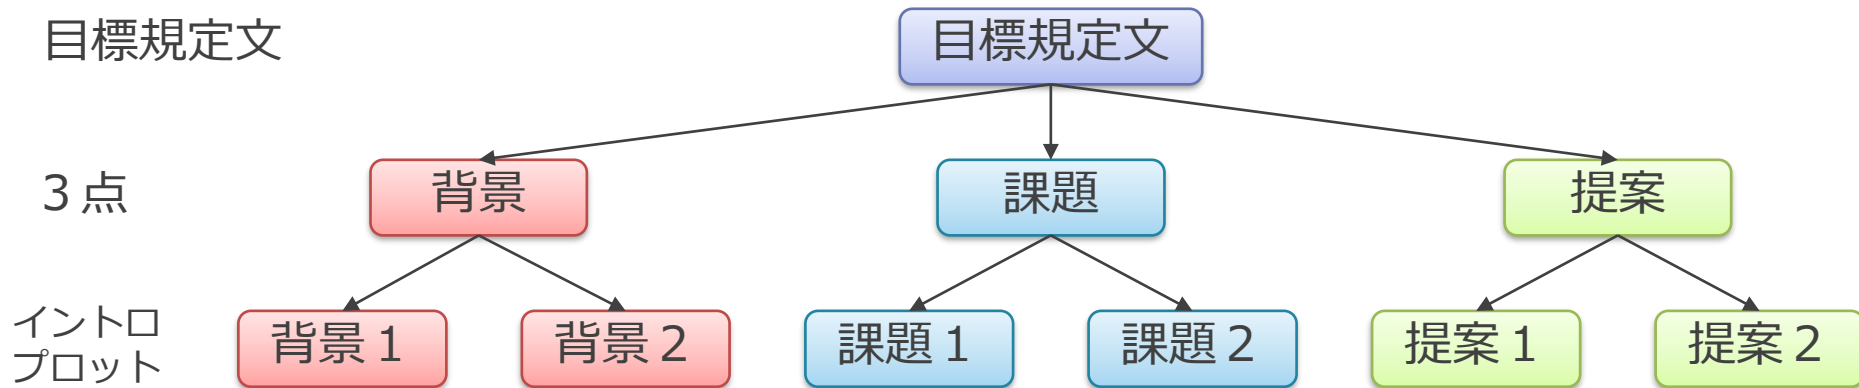 目標規定文
目標規定文
３点
背景
課題
提案
イントロ
プロット
背景１
背景２
課題１
課題２
提案１
提案２